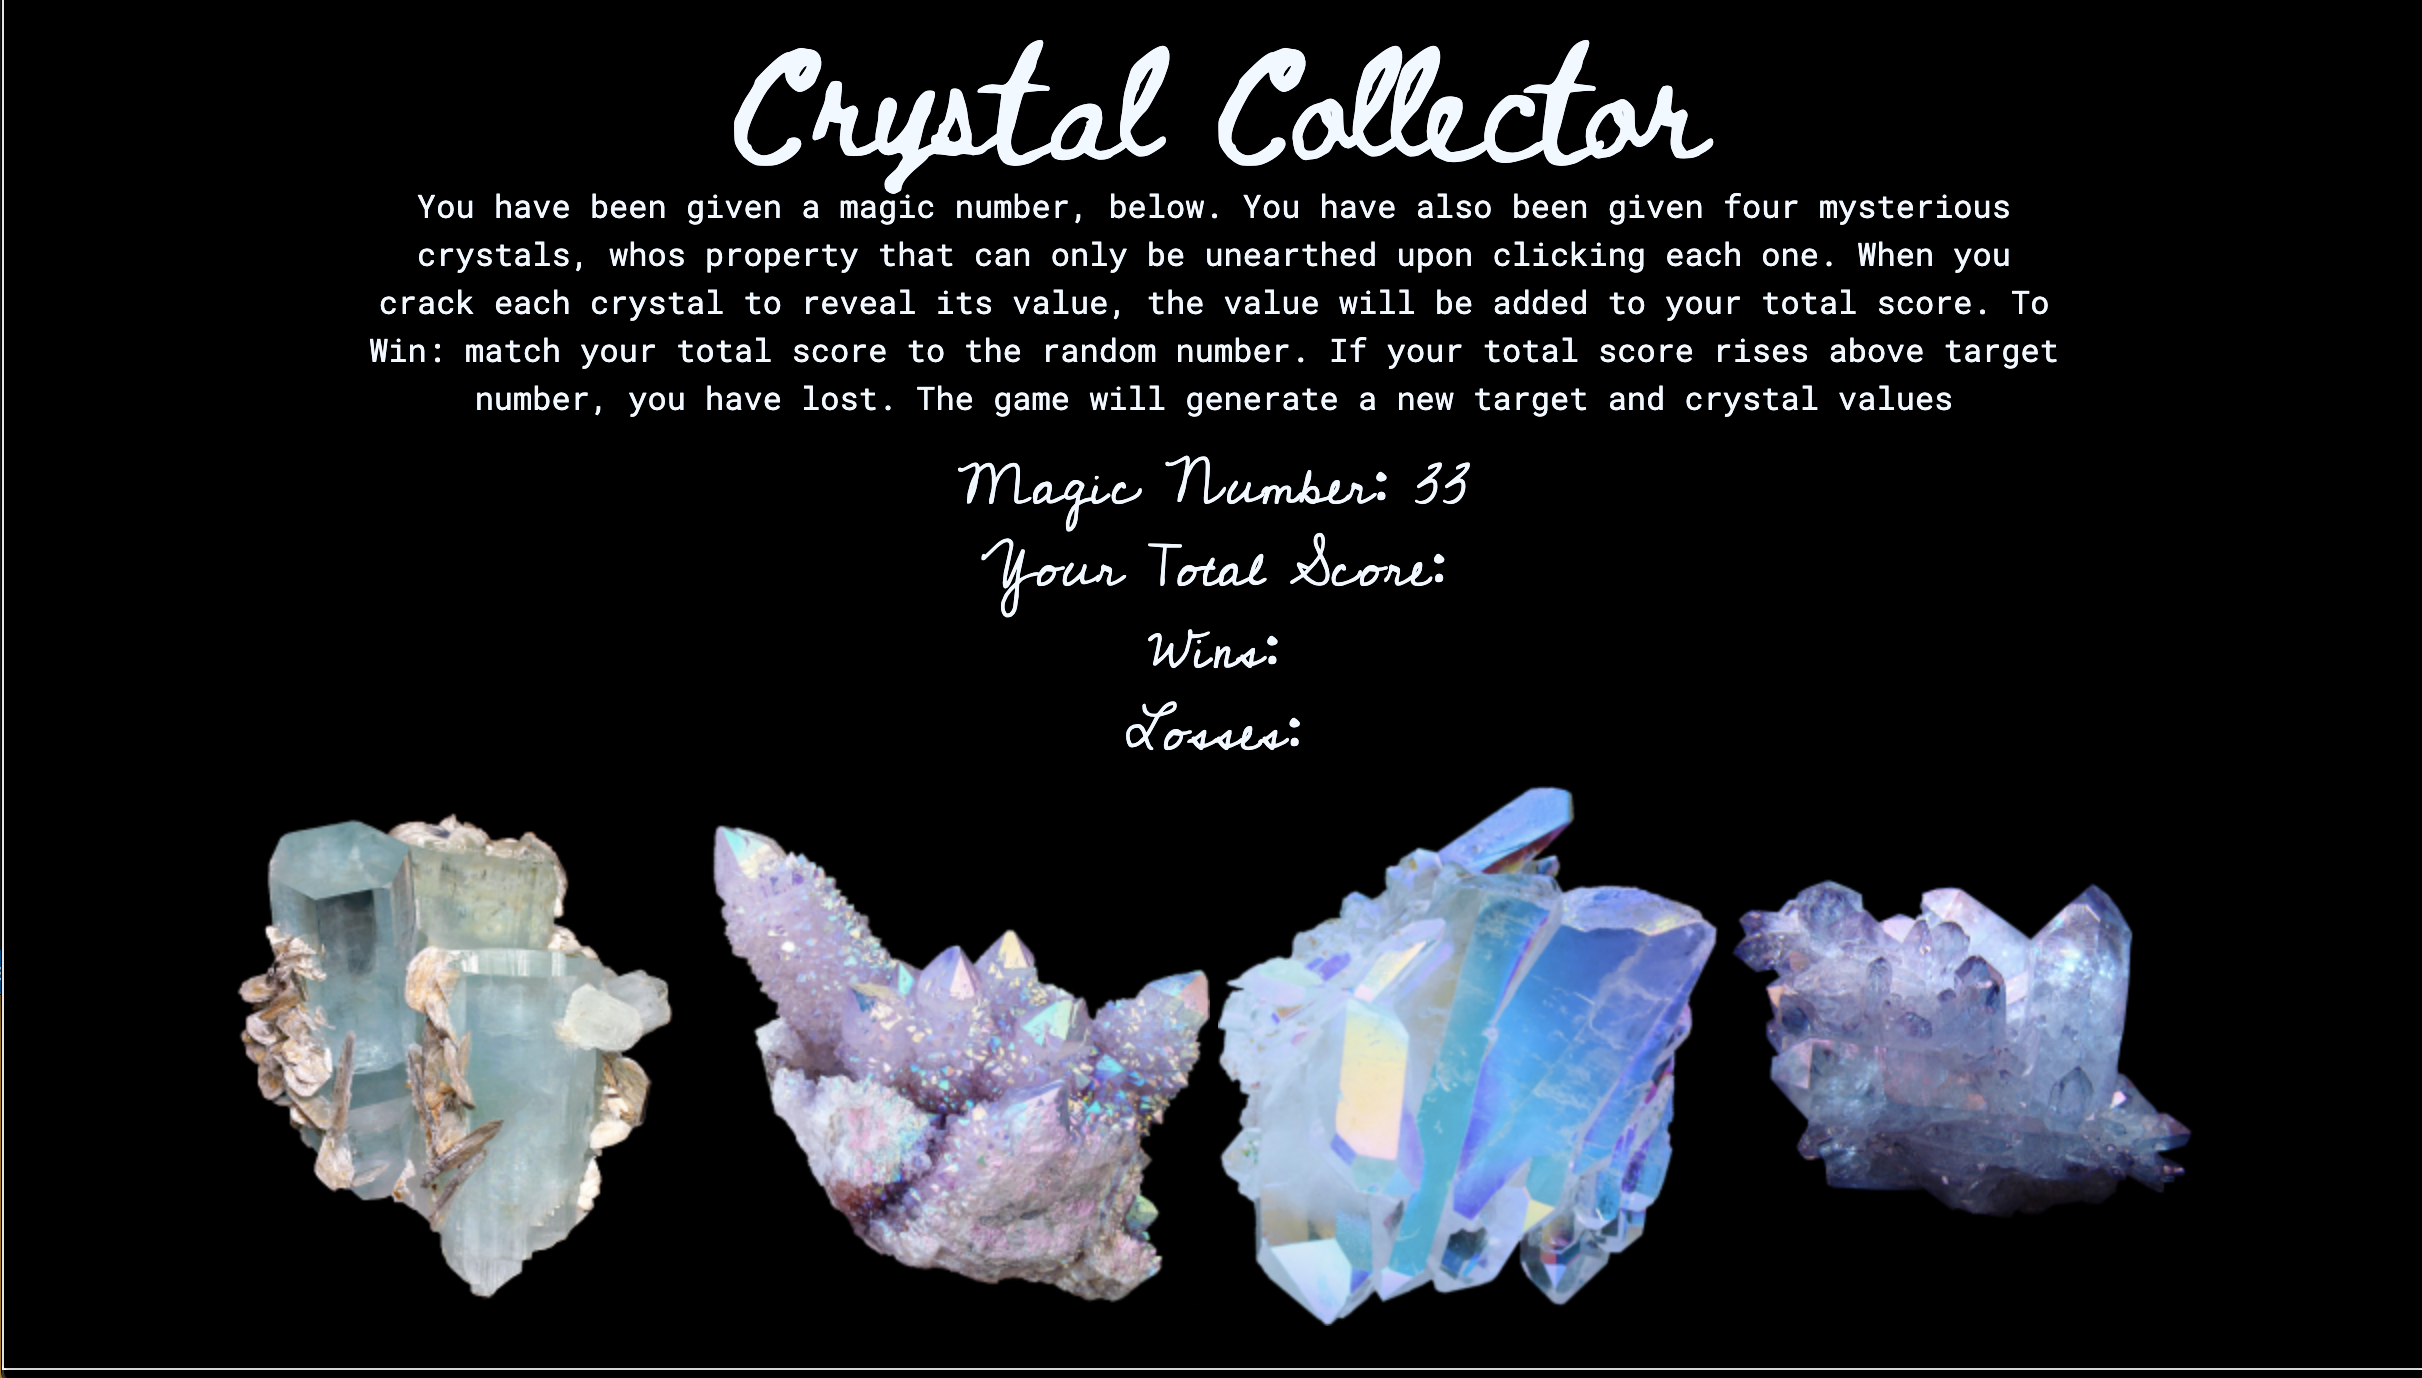 Crystal Collector
You have been given a magic number, below. You have also been given four mysterious
crystals, whos property that can only be unearthed upon clicking each one. When you
crack each crystal to reveal its value, the value will be added to your total score. To
Win: match your total score to the random number. If your total score rises above target
number, you have lost. The game will generate a new target and crystal values
Magic Number: 33
Your Total Score:
Wins:
Losses: